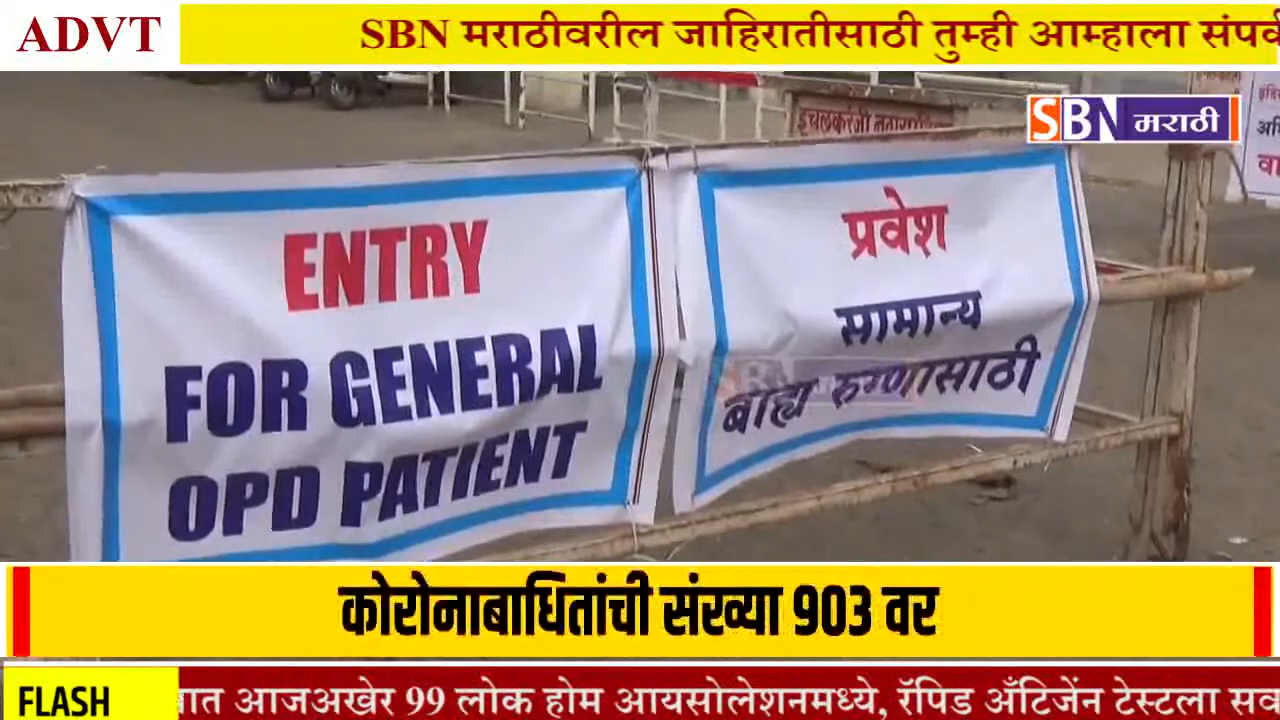 ADVT
SBN मराठीवरील जाहिरातीसाठी तुम्ही आम्हाला
SBN मराठी
इचलकरंजी
ENTRY
FOR GENERAL
OPD PATIENT
प्रवेश
सामान्य
बाह्य रुग्णासाठी
कोरोनाबाधितांची संख्या 903 वर
FLASH
आजअखेर 99 लोक होम आयसोलेशनमध्ये, रॅपिड अँटिजेंन टेस्टला